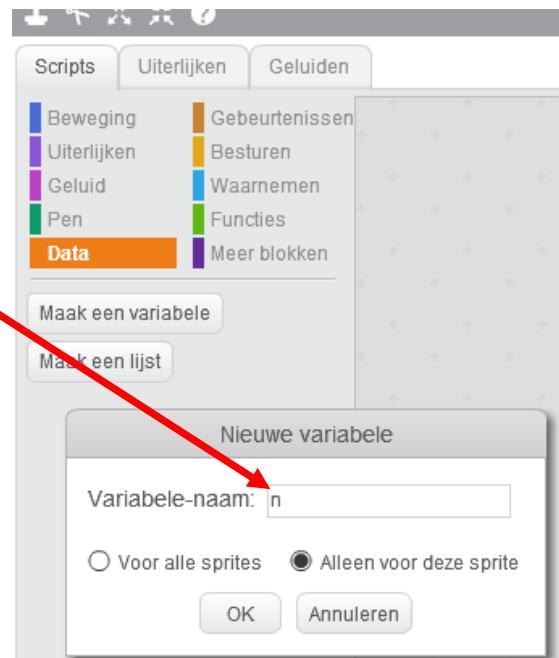 Scripts Uiterlijken Geluiden
Beweging Gebeurtenissen
Uiterlijken Besturen
Geluid Waarnemen
Pen Functies
Data Meer blokken
Maak een variabele
Maak een lijst
Nieuwe variabele
Variabele-naam: n
Voor alle sprites Alleen voor deze sprite
OK Annuleren